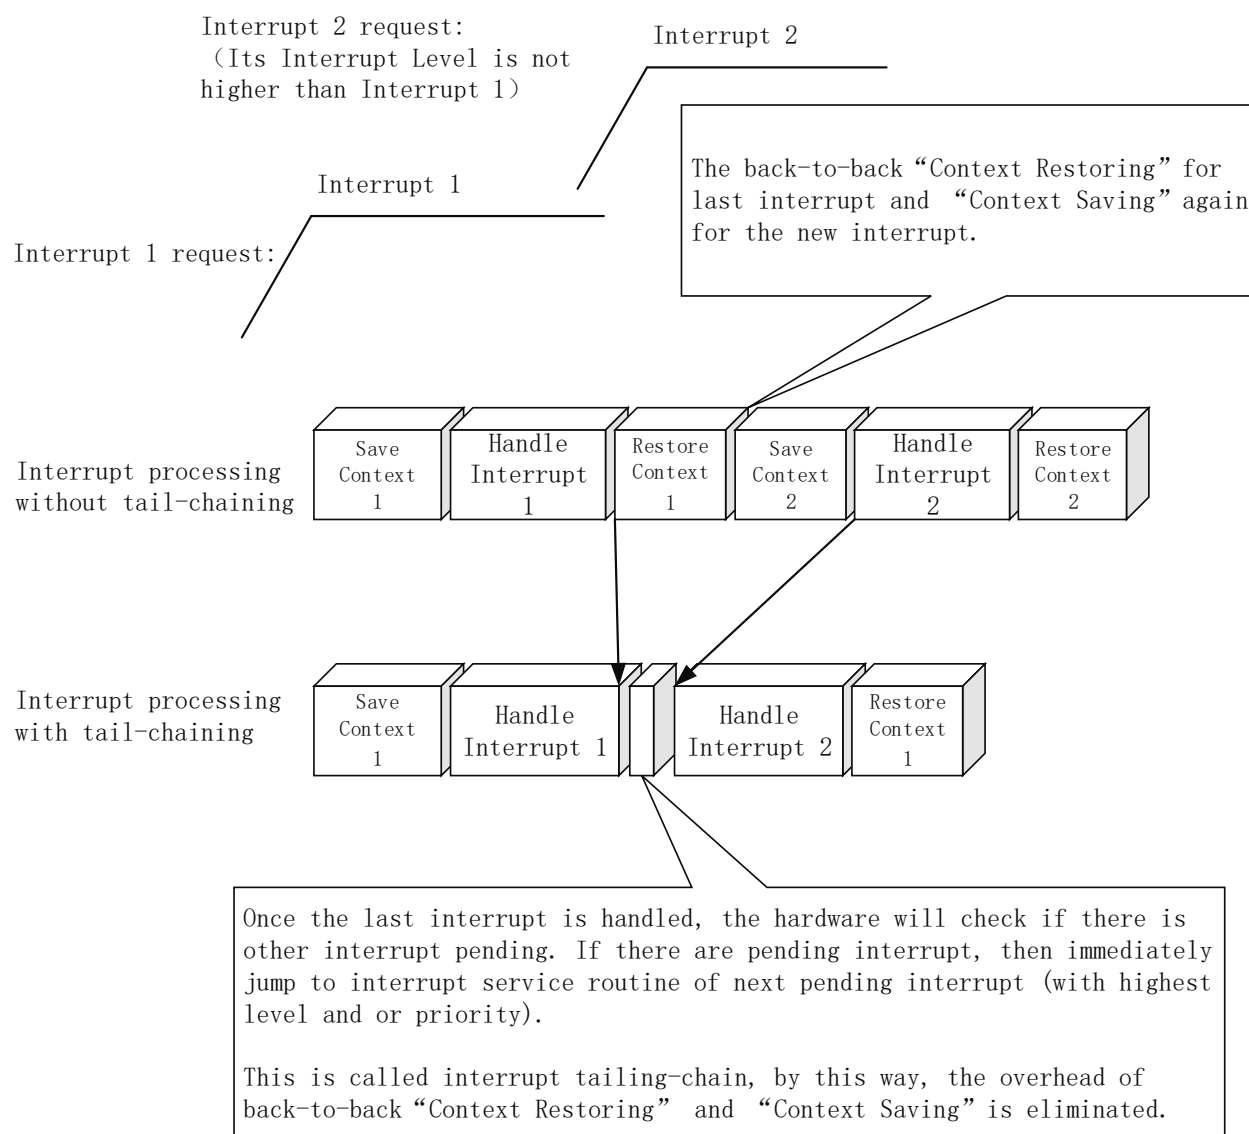 Interrupt 2 request:
（Its Interrupt Level is not
higher than Interrupt 1）
Interrupt 2
The back-to-back “Context Restoring” for
last interrupt and “Context Saving” again
for the new interrupt.
Interrupt 1
Interrupt 1 request:
Interrupt processing
without tail-chaining
Save
Context
1
Handle
Interrupt
1
Restore
Context
1
Save
Context
2
Handle
Interrupt
2
Restore
Context
2
Interrupt processing
with tail-chaining
Save
Context
1
Handle
Interrupt 1
Handle
Interrupt 2
Restore
Context
1
Once the last interrupt is handled, the hardware will check if there is
other interrupt pending. If there are pending interrupt, then immediately
jump to interrupt service routine of next pending interrupt (with highest
level and or priority).
This is called interrupt tailing-chain, by this way, the overhead of
back-to-back “Context Restoring” and “Context Saving” is eliminated.